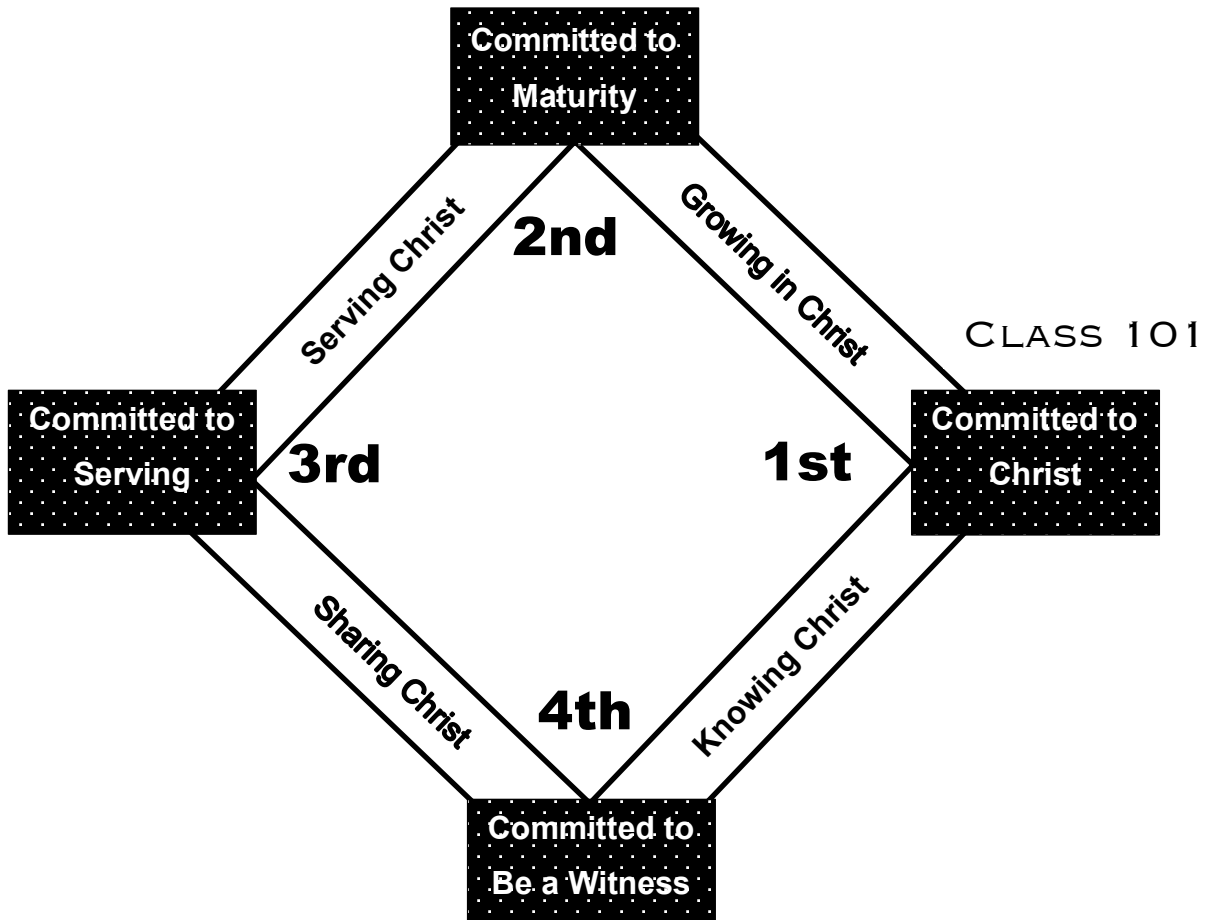 Committed to
Maturity
2nd
Serving Christ
Growing in Christ
CLASS 101
Committed to
Serving
3rd
1st
Committed to
Christ
Sharing Christ
4th
Knowing Christ
Committed to
Be a Witness